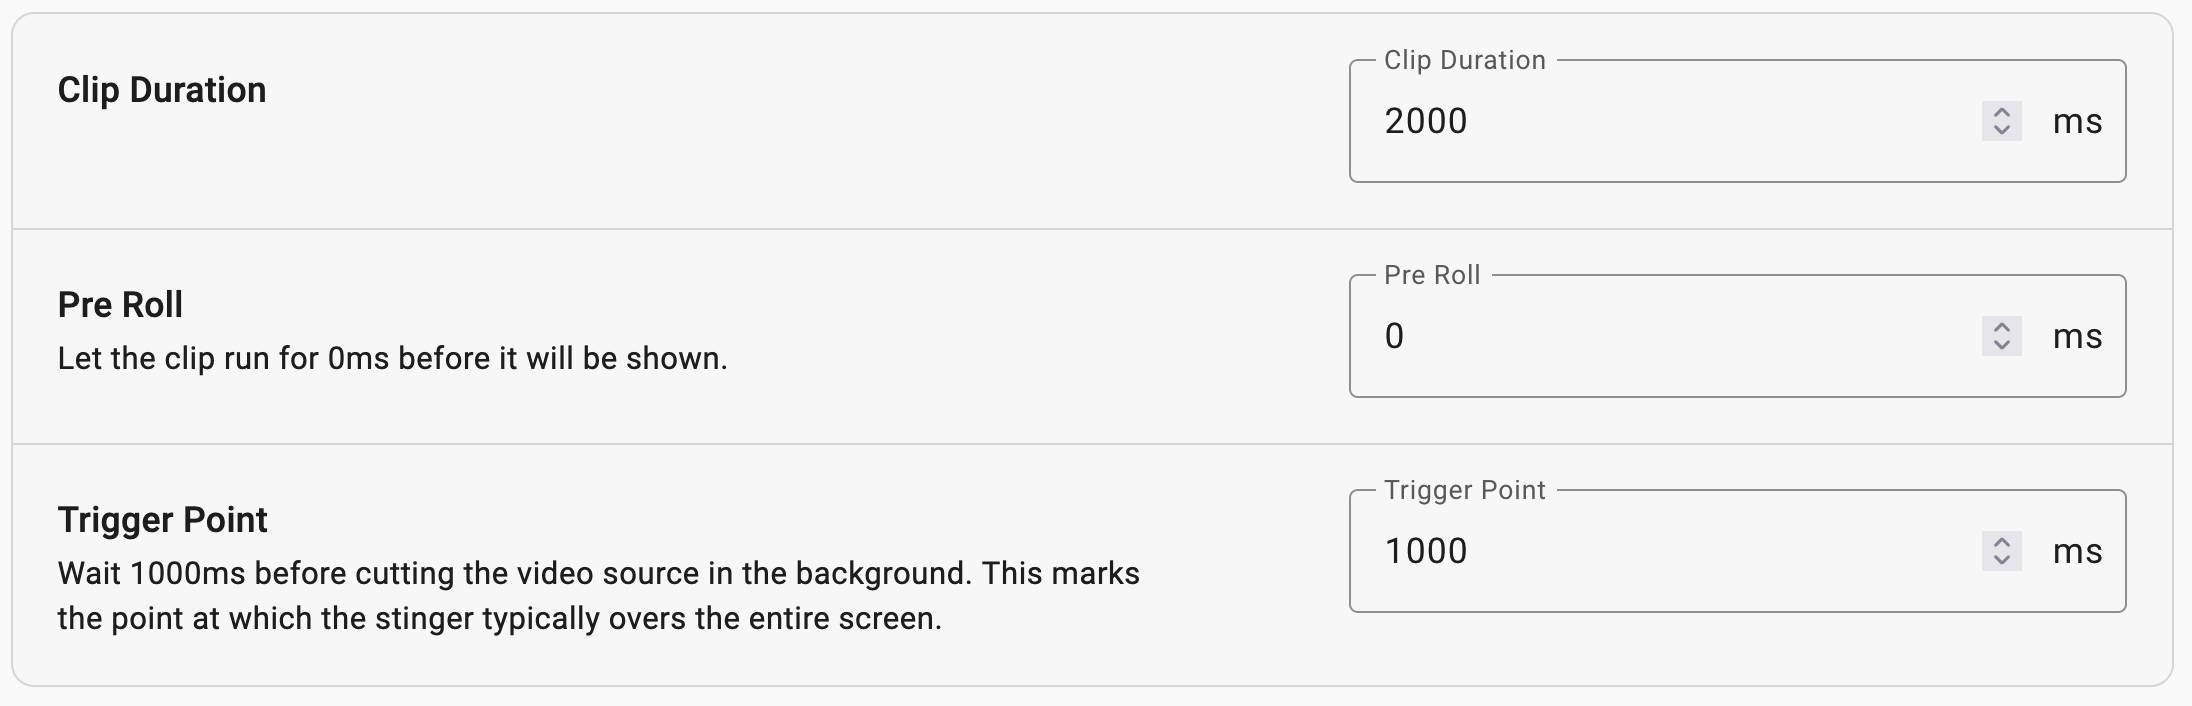 Clip Duration
Clip Duration
2000 ms
Pre Roll
Let the clip run for 0ms before it will be shown.
Pre Roll
0 ms
Trigger Point
Wait 1000ms before cutting the video source in the background. This marks
the point at which the stinger typically overs the entire screen.
Trigger Point
1000 ms